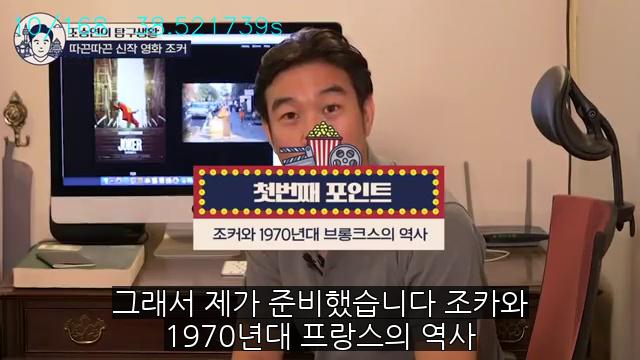 10/168 38.521739s
조승연의 탐구생활
따끈따끈 신작 영화 조커
JOKER
첫번째 포인트
조커와 1970년대 브롱크스의 역사
그래서 제가 준비했습니다 조카와
1970년대 프랑스의 역사